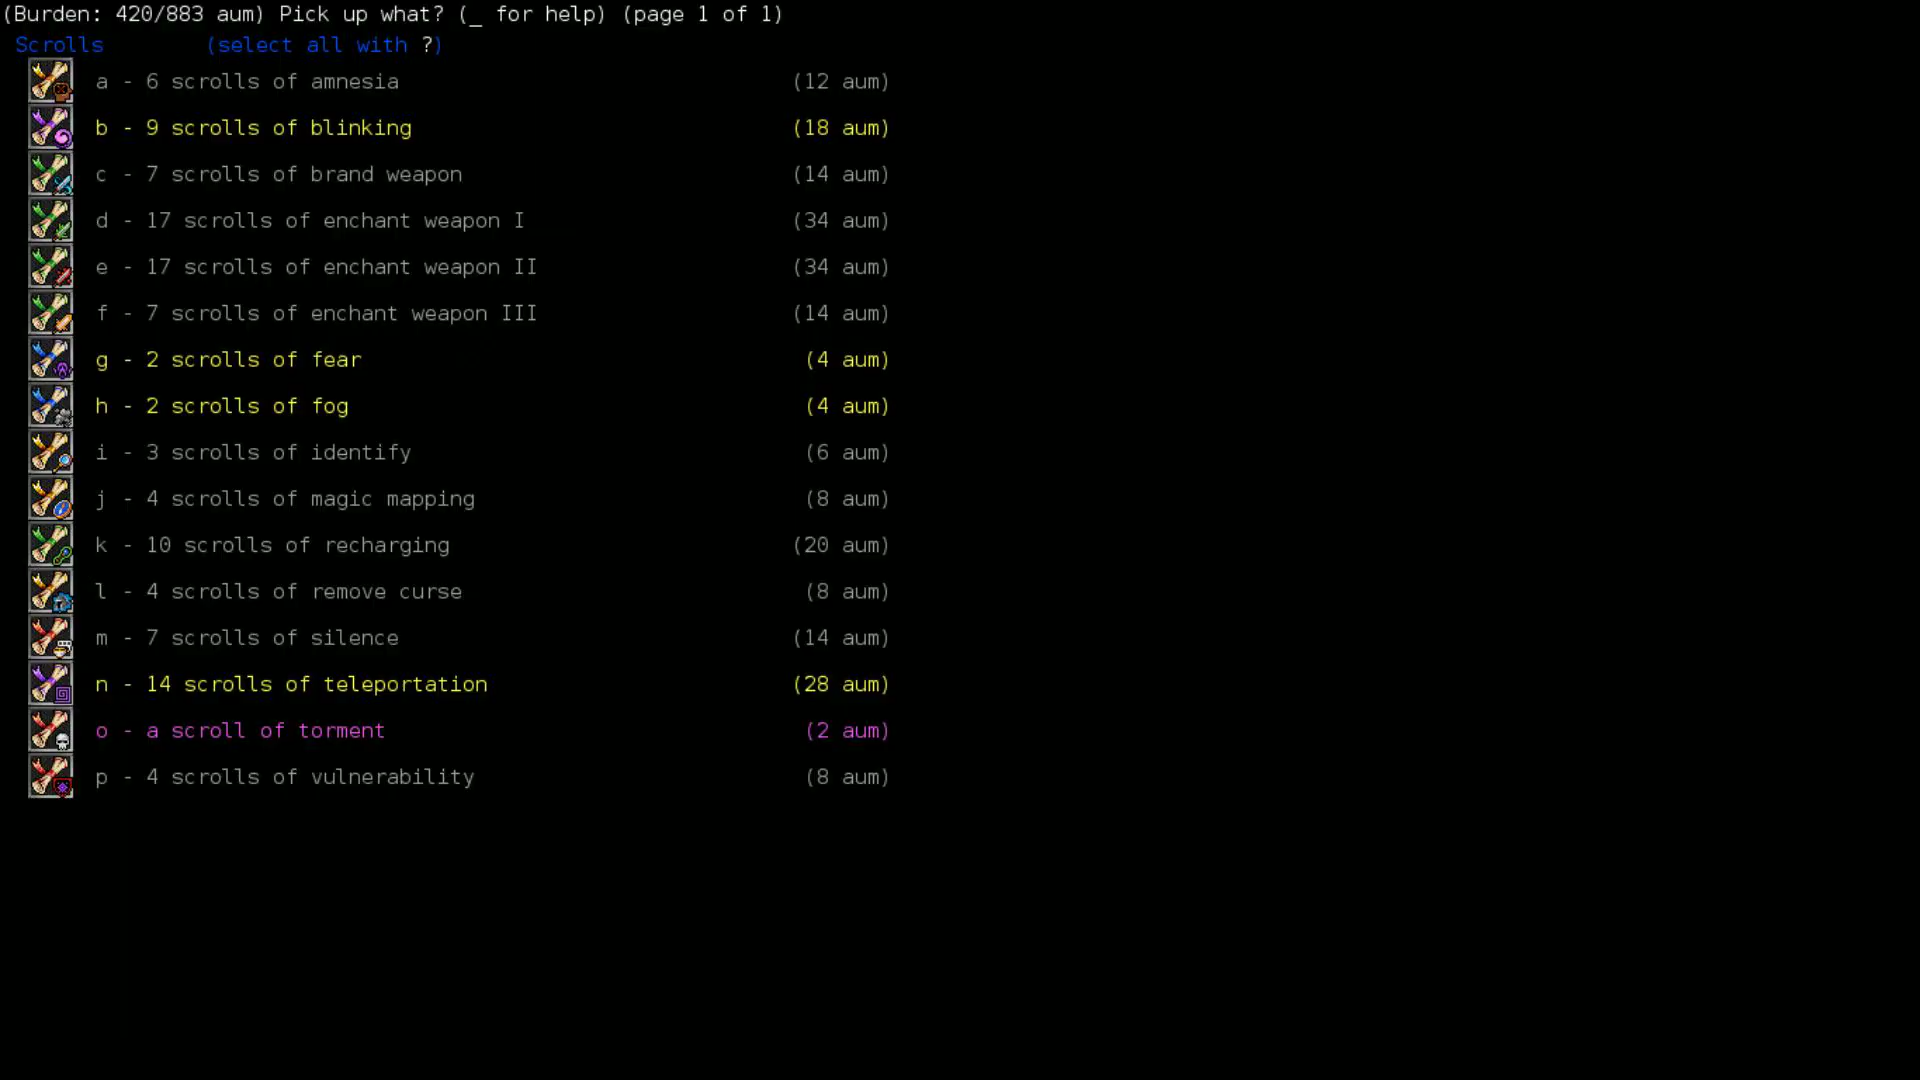 (Burden: 420/883 aum) Pick up what? (_ for help) (page 1 of 1)
Scrolls (select all with ?)
a - 6 scrolls of amnesia (12 aum)
b - 9 scrolls of blinking (18 aum)
c - 7 scrolls of brand weapon (14 aum)
d - 17 scrolls of enchant weapon I (34 aum)
e - 17 scrolls of enchant weapon II (34 aum)
f - 7 scrolls of enchant weapon III (14 aum)
g - 2 scrolls of fear (4 aum)
h - 2 scrolls of fog (4 aum)
i - 3 scrolls of identify (6 aum)
j - 4 scrolls of magic mapping (8 aum)
k - 10 scrolls of recharging (20 aum)
l - 4 scrolls of remove curse (8 aum)
m - 7 scrolls of silence (14 aum)
n - 14 scrolls of teleportation (28 aum)
o - a scroll of torment (2 aum)
p - 4 scrolls of vulnerability (8 aum)